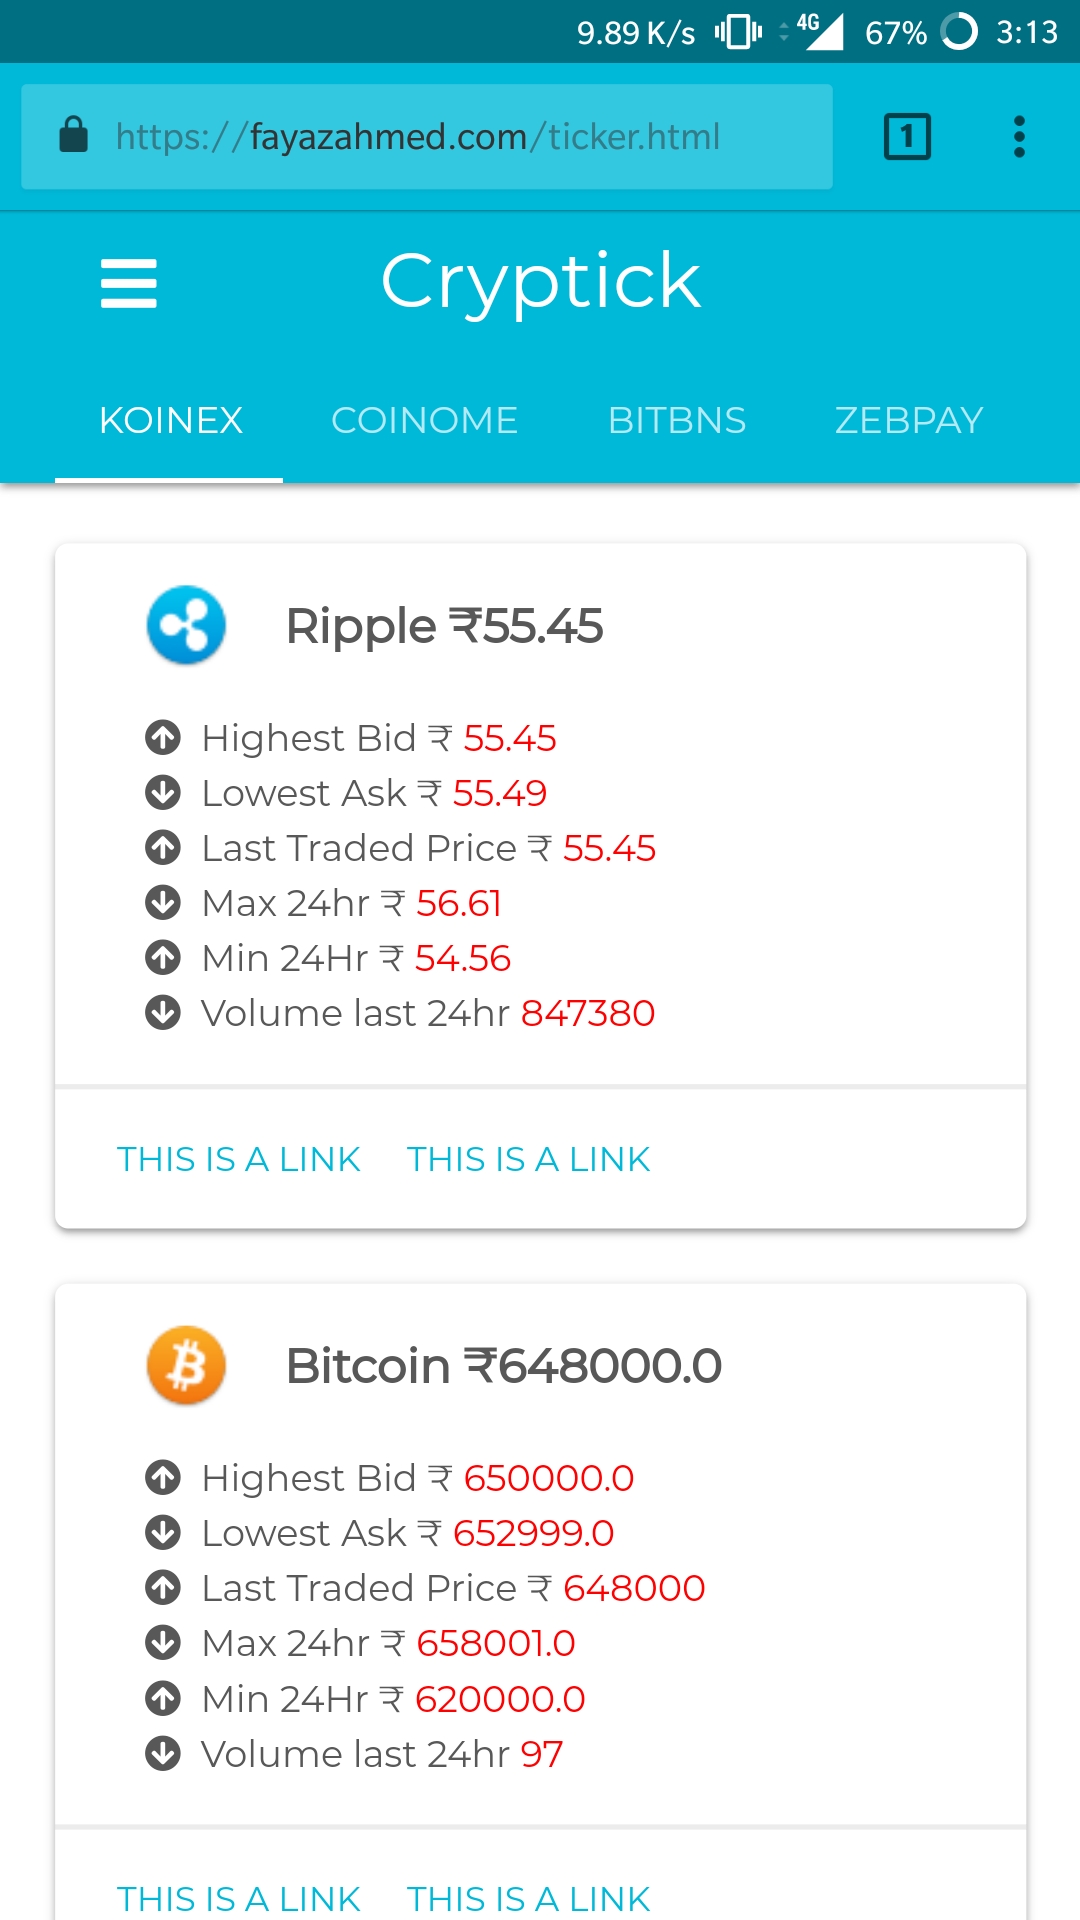 9.89 K/s 4G 67% 3:13
https://fayazahmed.com/ticker.html 1
Cryptick
KOINEX COINOME BITBNS ZEBPAY
Ripple ₹55.45
Highest Bid ₹ 55.45
Lowest Ask ₹ 55.49
Last Traded Price ₹ 55.45
Max 24hr ₹ 56.61
Min 24Hr ₹ 54.56
Volume last 24hr 847380
THIS IS A LINK THIS IS A LINK
Bitcoin ₹648000.0
Highest Bid ₹ 650000.0
Lowest Ask ₹ 652999.0
Last Traded Price ₹ 648000
Max 24hr ₹ 658001.0
Min 24Hr ₹ 620000.0
Volume last 24hr 97
THIS IS A LINK THIS IS A LINK